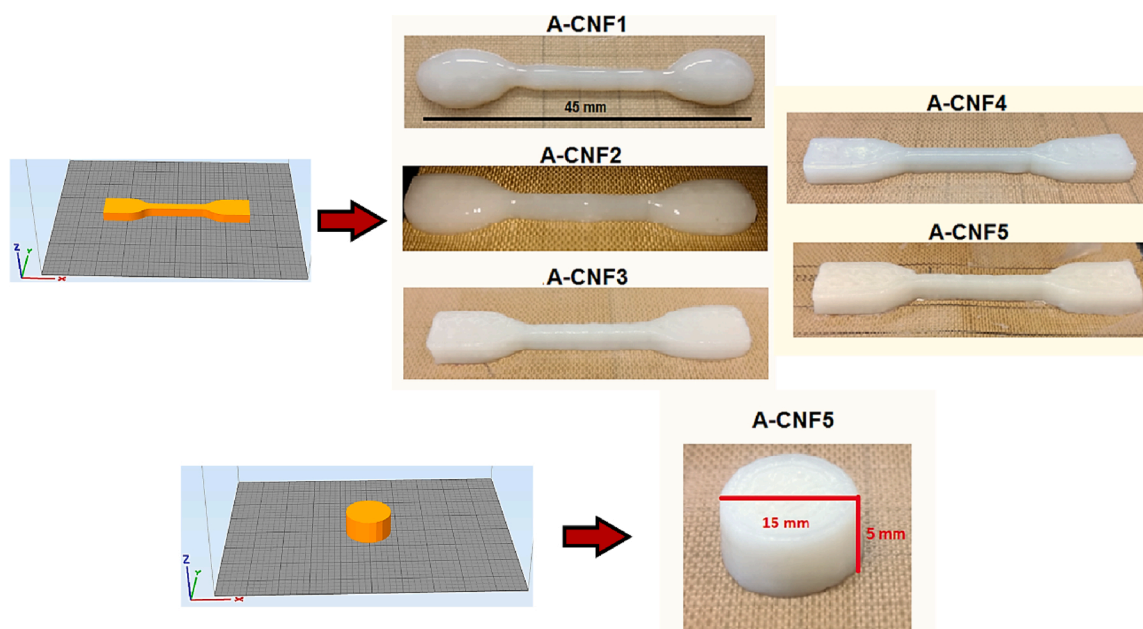 A-CNF1
45 mm
A-CNF2
A-CNF3
A-CNF4
A-CNF5
Z
Y
X
A-CNF5
15 mm
5 mm
Z
Y
X